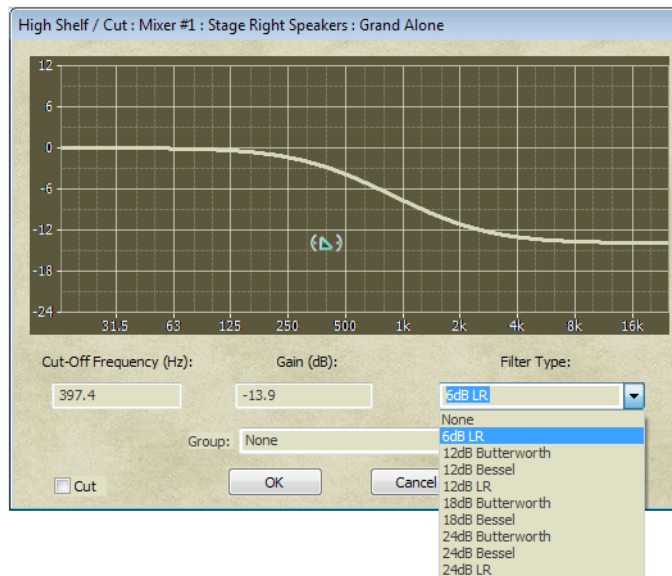 High Shelf / Cut : Mixer #1 : Stage Right Speakers : Grand Alone
12
6
0
-6
-12
-18
-24
31.5 63 125 250 500 1k 2k 4k 8k 16k
Cut-Off Frequency (Hz): Gain (dB): Filter Type:
397.4 -13.9 6dB LR
None
Group: None
6dB LR
12dB Butterworth
12dB Bessel
Cut OK Cancel
12dB LR
18dB Butterworth
18dB Bessel
24dB Butterworth
24dB Bessel
24dB LR